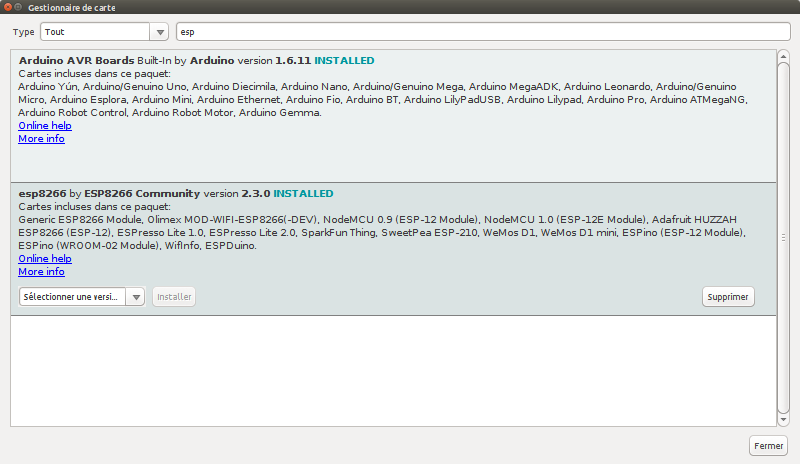 Gestionnaire de carte
Type Tout esp
Arduino AVR Boards Built-In by Arduino version 1.6.11 INSTALLED
Cartes incluses dans ce paquet:
Arduino Yún, Arduino/Genuino Uno, Arduino Diecimila, Arduino Nano, Arduino/Genuino Mega, Arduino MegaADK, Arduino Leonardo, Arduino/Genuino
Micro, Arduino Esplora, Arduino Mini, Arduino Ethernet, Arduino Fio, Arduino BT, Arduino LilyPadUSB, Arduino Lilypad, Arduino Pro, Arduino ATMegaNG,
Arduino Robot Control, Arduino Robot Motor, Arduino Gemma.
Online help
More info
esp8266 by ESP8266 Community version 2.3.0 INSTALLED
Cartes incluses dans ce paquet:
Generic ESP8266 Module, Olimex MOD-WIFI-ESP8266(-DEV), NodeMCU 0.9 (ESP-12 Module), NodeMCU 1.0 (ESP-12E Module), Adafruit HUZZAH
ESP8266 (ESP-12), ESPresso Lite 1.0, ESPresso Lite 2.0, SparkFun Thing, SweetPea ESP-210, WeMos D1, WeMos D1 mini, ESPino (ESP-12 Module),
ESPino (WROOM-02 Module), WifInfo, ESPDuino.
Online help
More info
Sélectionner une versi... Installer Supprimer
Fermer